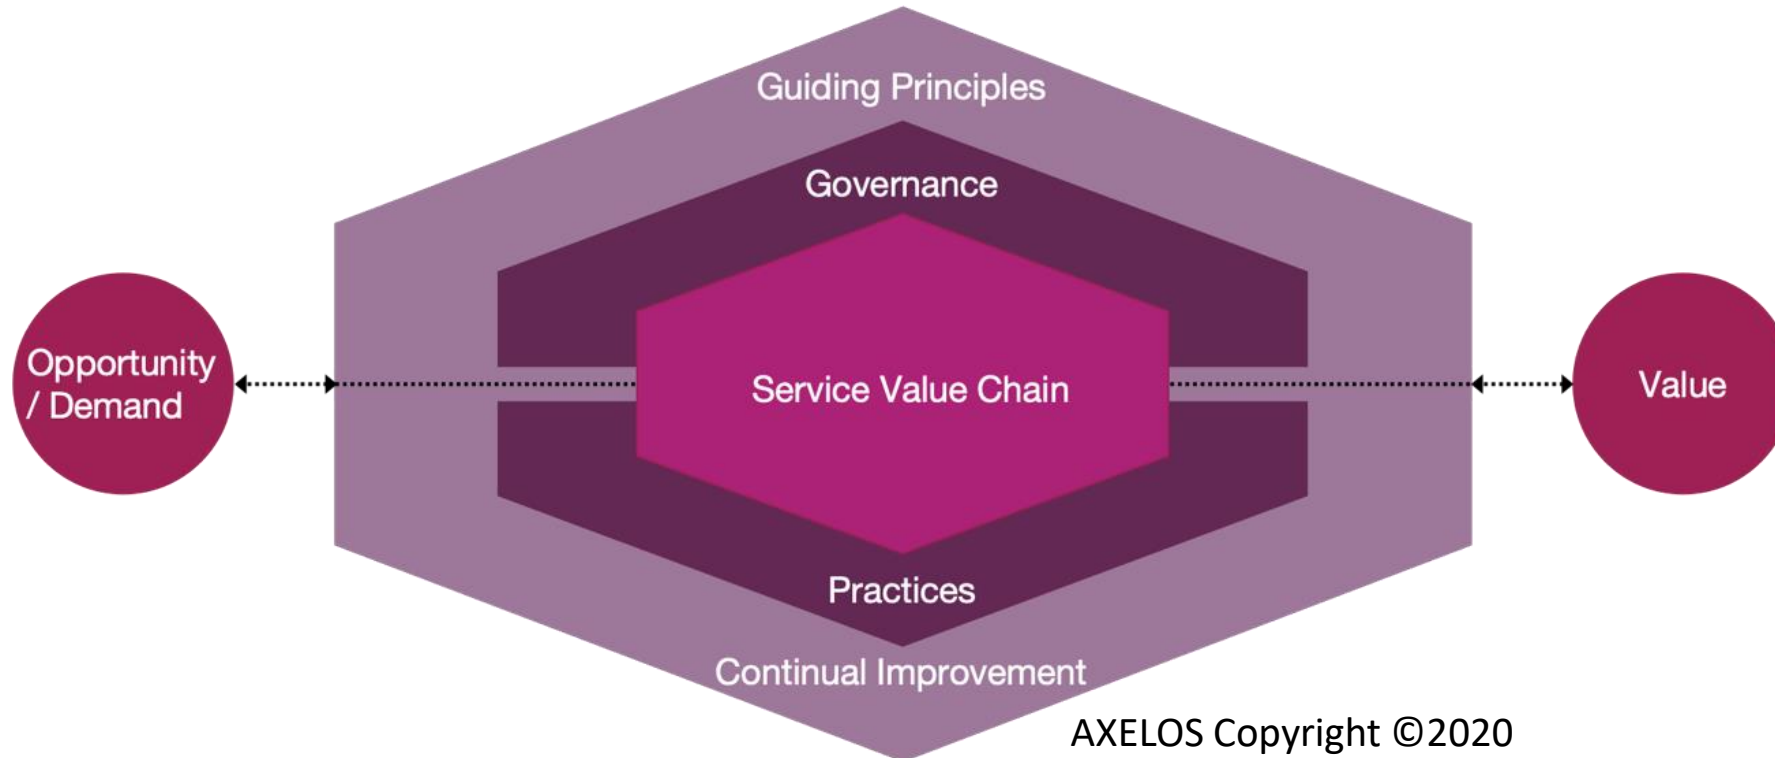 Guiding Principles
Governance
Opportunity
/ Demand
Service Value Chain
Value
Practices
Continual Improvement
AXELOS Copyright ©2020